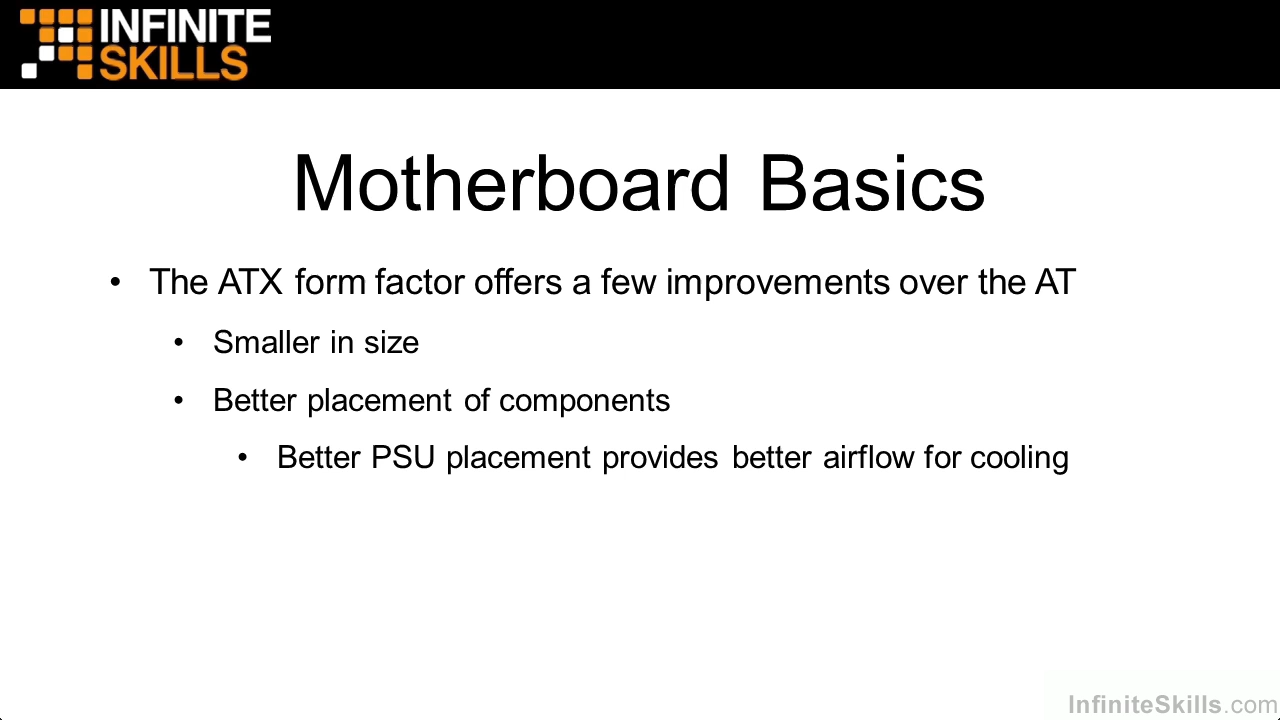 INFINITE
SKILLS
Motherboard Basics
• The ATX form factor offers a few improvements over the AT
• Smaller in size
• Better placement of components
• Better PSU placement provides better airflow for cooling
InfiniteSkills.com